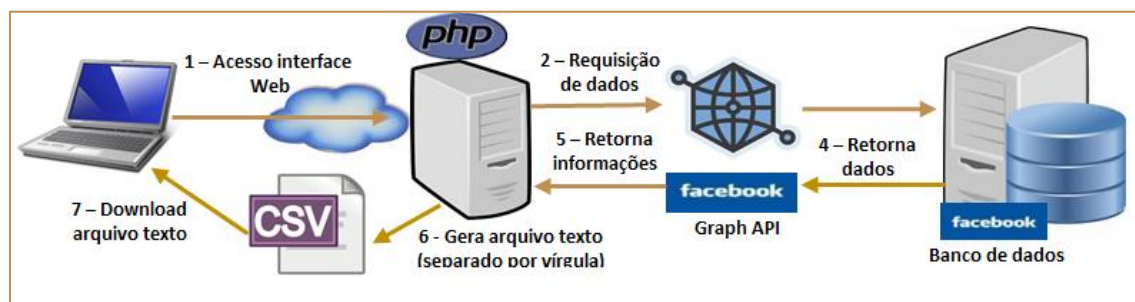 php
1 – Acesso interface
Web
2 – Requisição
de dados
5 – Retorna
informações
4 – Retorna
dados
facebook
Graph API
facebook
Banco de dados
7 – Download
arquivo texto
CSV
6 - Gera arquivo texto
(separado por vírgula)